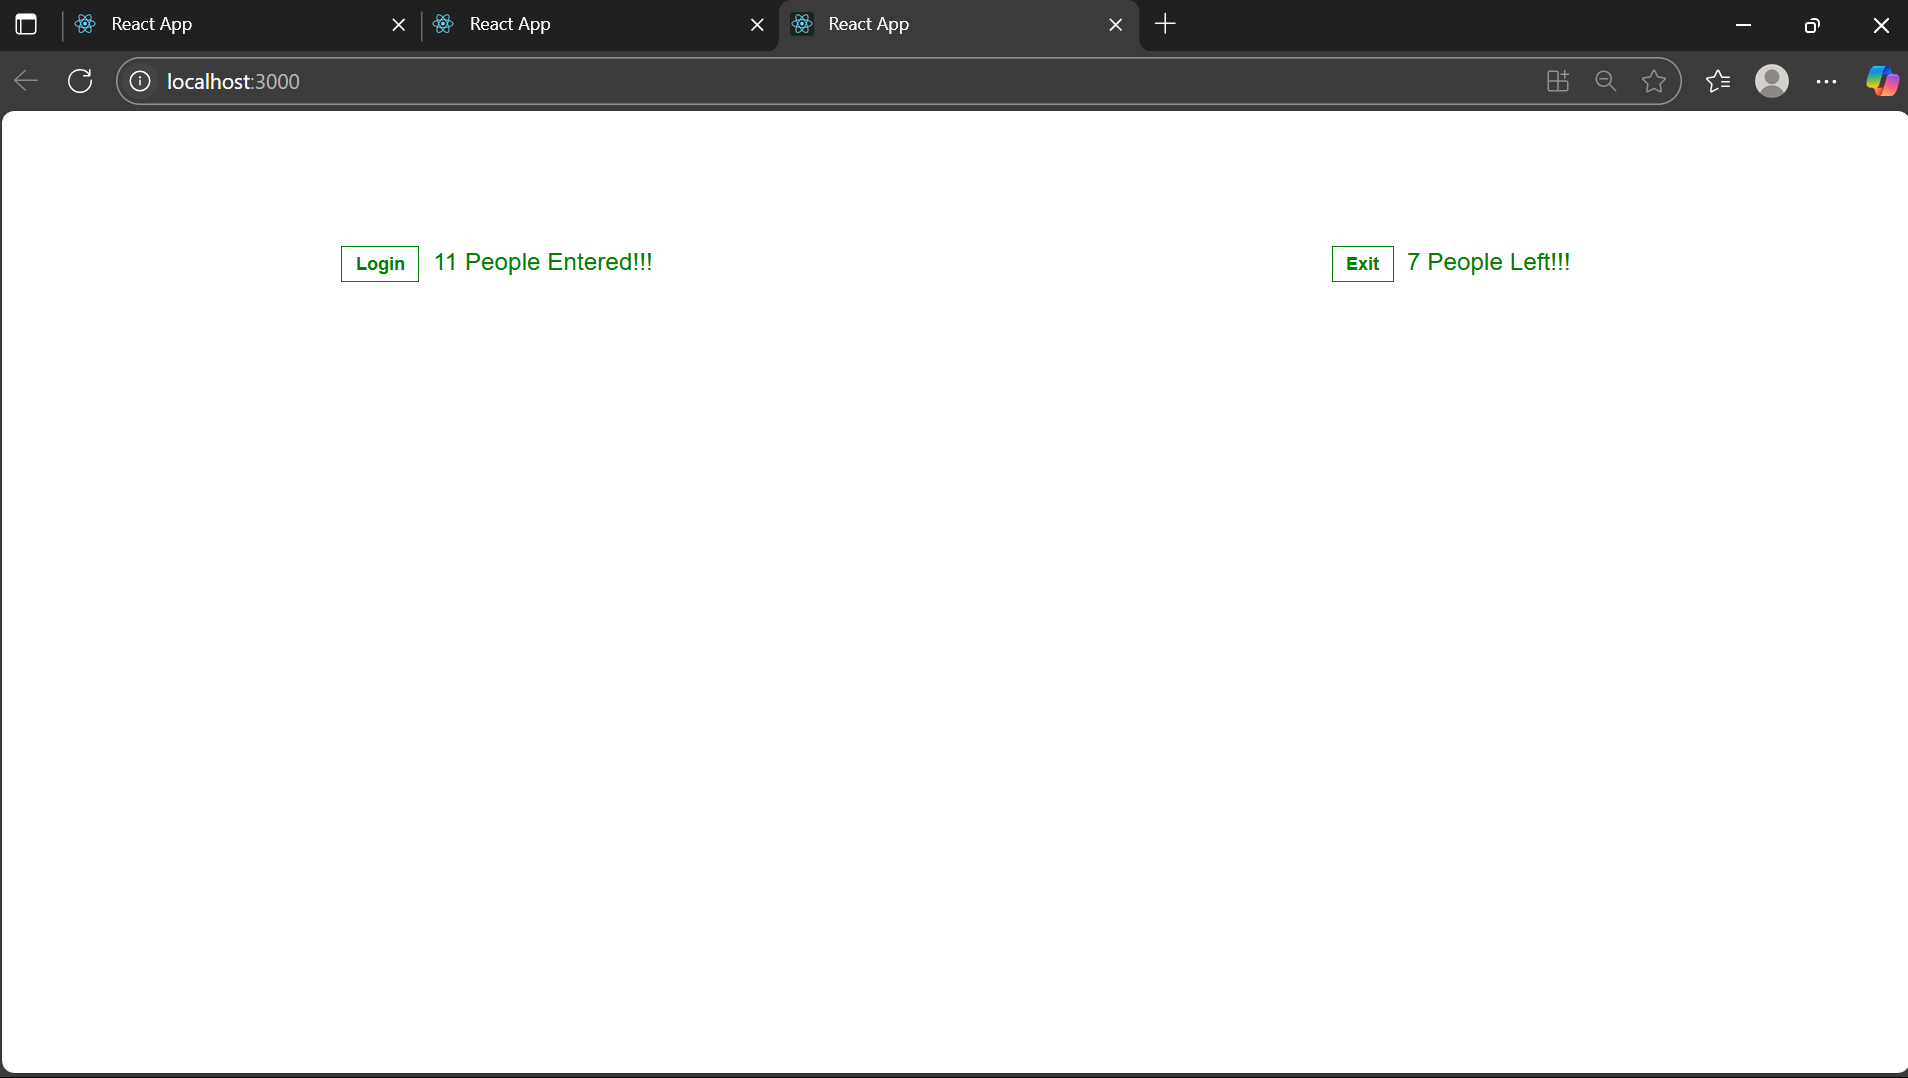 React App
React App
React App
localhost:3000
Login 11 People Entered!!!
Exit 7 People Left!!!